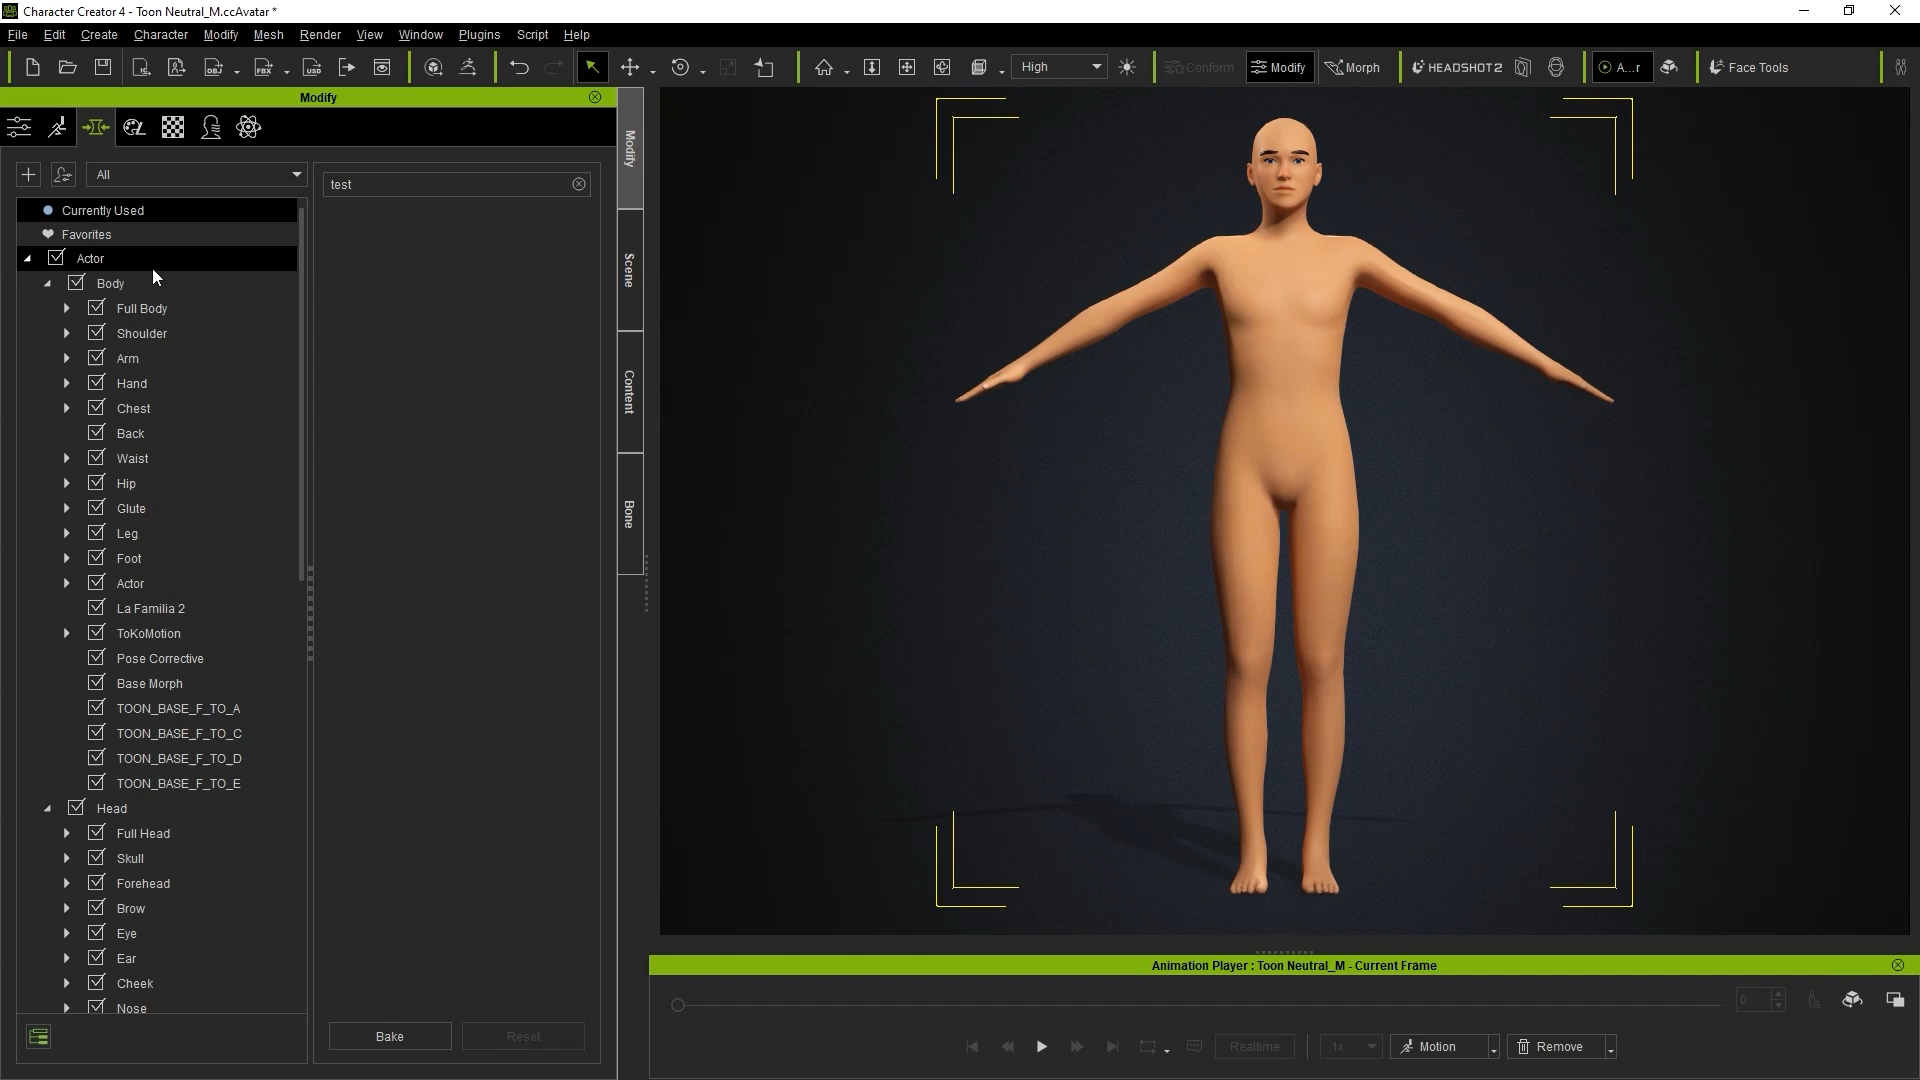 Character Creator 4 - Toon Neutral_M.ccAvatar *
File Edit Create Character Modify Mesh Render View Window Plugins Script Help
High Conform Modify Morph HEADSHOT 2 A...r Face Tools
Modify
All
test
Currently Used
Favorites
Actor
Body
Full Body
Shoulder
Arm
Hand
Chest
Back
Waist
Hip
Glute
Leg
Foot
Actor
La Familia 2
ToKoMotion
Pose Corrective
Base Morph
TOON_BASE_F_TO_A
TOON_BASE_F_TO_C
TOON_BASE_F_TO_D
TOON_BASE_F_TO_E
Head
Full Head
Skull
Forehead
Brow
Eye
Ear
Cheek
Nose
Bake Reset
Modify
Scene
Content
Bone
Animation Player : Toon Neutral_M - Current Frame
0
Realtime 1x Motion Remove